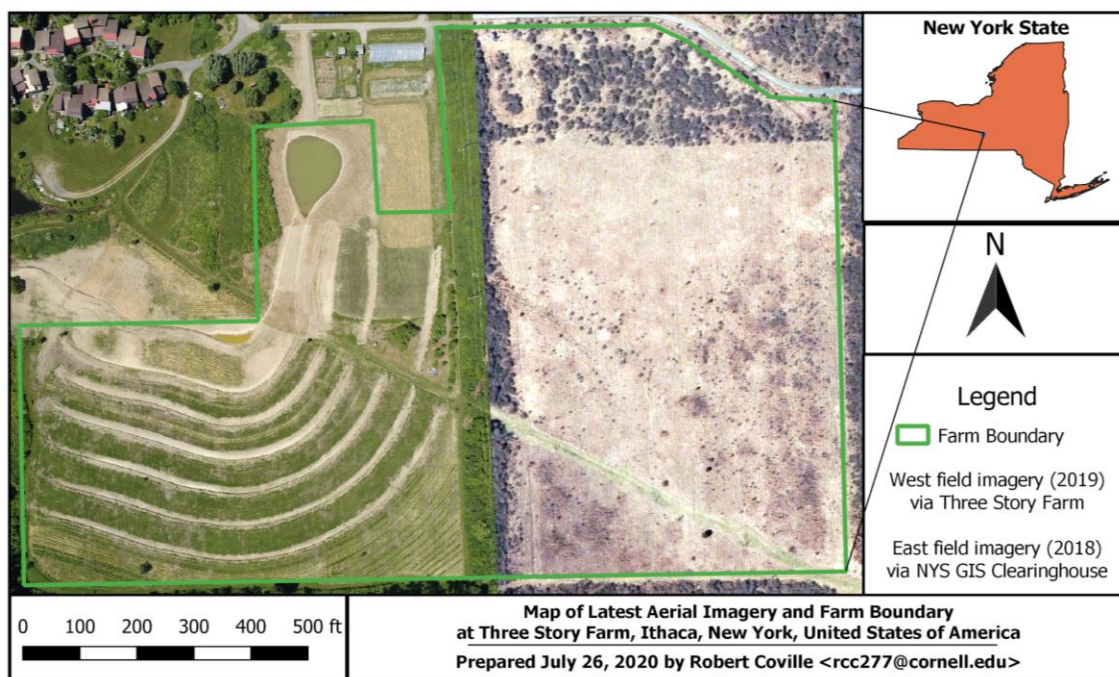 New York State
N
Legend
Farm Boundary
West field imagery (2019)
via Three Story Farm
East field imagery (2018)
via NYS GIS Clearinghouse
0 100 200 300 400 500 ft
Map of Latest Aerial Imagery and Farm Boundary
at Three Story Farm, Ithaca, New York, United States of America
Prepared July 26, 2020 by Robert Coville <rcc277@cornell.edu>